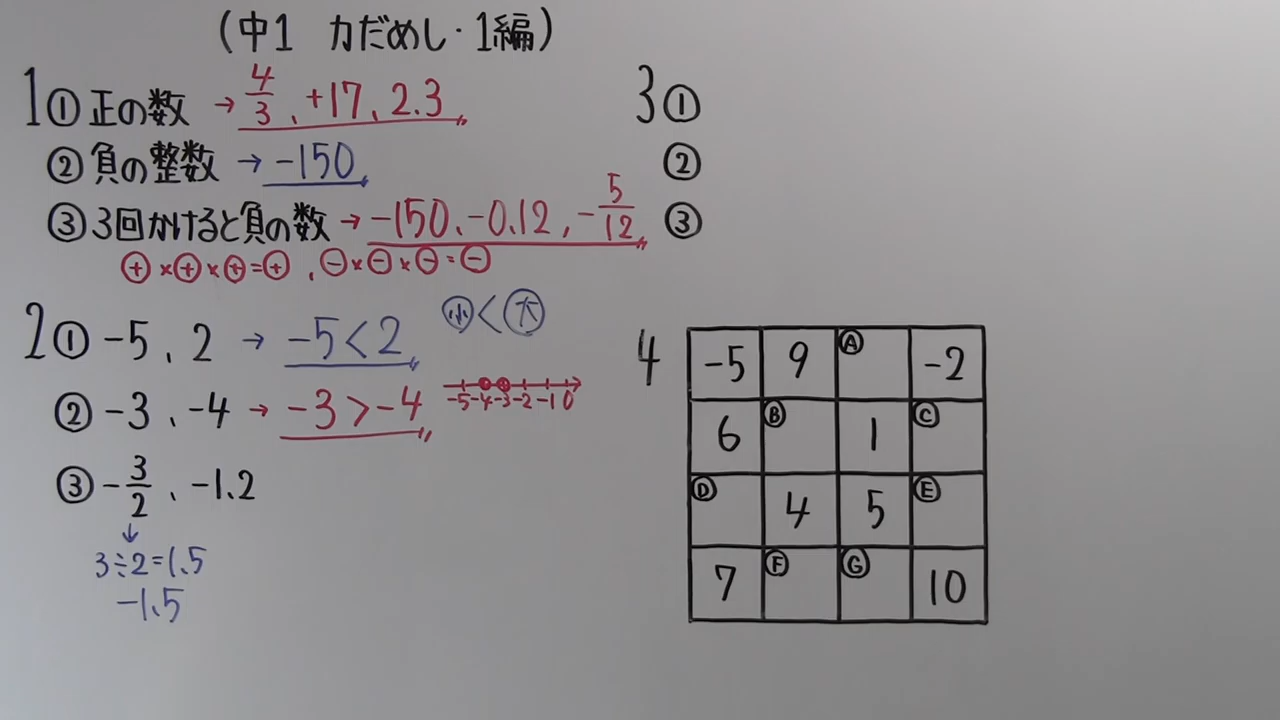 (中1 力だめし・1編)
1 ① 正の数 → 4/3、+17、2.3
② 負の整数 → -150
③ 3回かけると負の数 → -150、-0.12、-5/12
⊕×⊕×⊕=⊕、⊖×⊖×⊖=⊖
2 ① -5、2 → -5<2 小<大
② -3、-4 → -3>-4
-5 -4 -3 -2 -1 0
③ -3/2、-1.2
↓
3÷2=1.5
-1.5
3 ①
②
③
4
-5 9 Ⓐ -2
6 Ⓑ 1 Ⓒ
Ⓓ 4 5 Ⓔ
7 Ⓕ Ⓖ 10